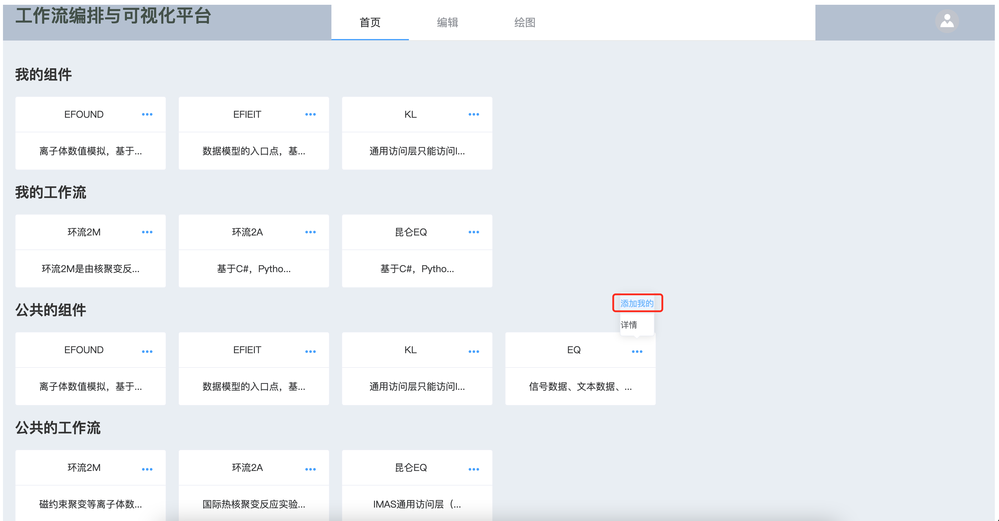 工作流编排与可视化平台
首页 编辑 绘图
我的组件
EFOUND EFIEIT KL
离子体数值模拟，基于... 数据模型的入口点，基... 通用访问层只能访问I...
我的工作流
环流2M 环流2A 昆仑EQ
环流2M是由核聚变反... 基于C#，Pytho... 基于C#，Pytho...
添加我的
公共的组件
详情
EFOUND EFIEIT KL EQ
离子体数值模拟，基于... 数据模型的入口点，基... 通用访问层只能访问I... 信号数据、文本数据、...
公共的工作流
环流2M 环流2A 昆仑EQ
磁约束聚变等离子体数... 国际热核聚变反应实验... IMAS通用访问层（...